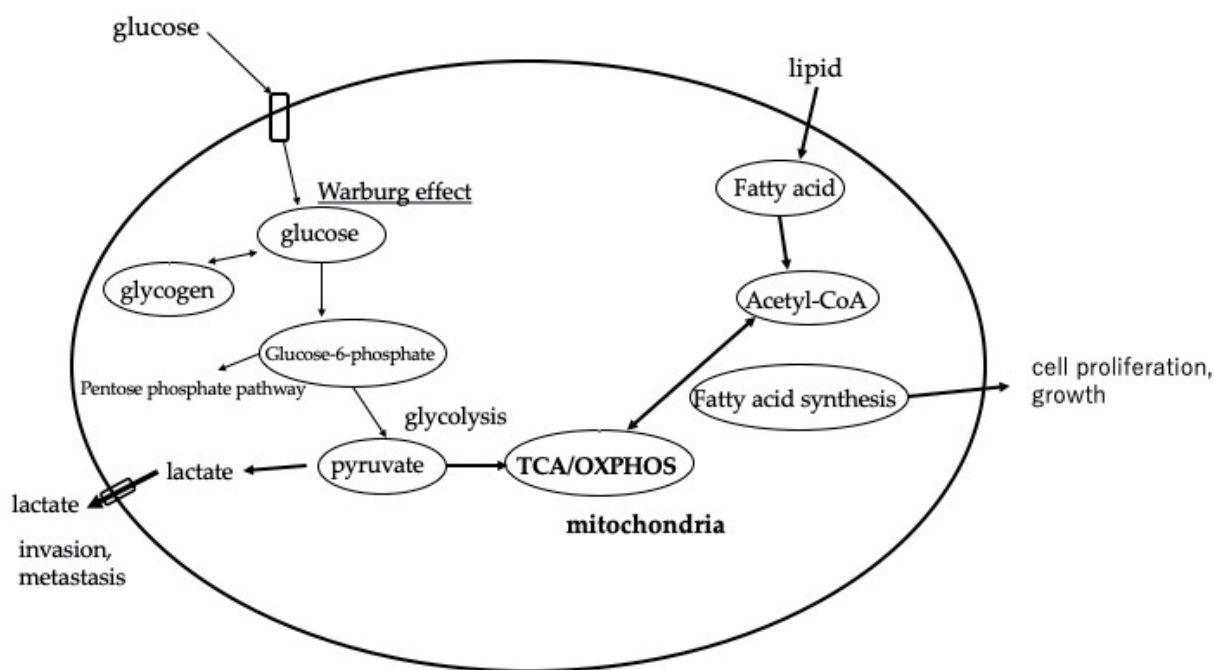 glucose
lipid
Fatty acid
Warburg effect
glucose
glycogen
Acetyl-CoA
Glucose-6-phosphate
Pentose phosphate pathway
cell proliferation,
growth
Fatty acid synthesis
glycolysis
pyruvate
TCA/OXPHOS
lactate
lactate
mitochondria
invasion,
metastasis